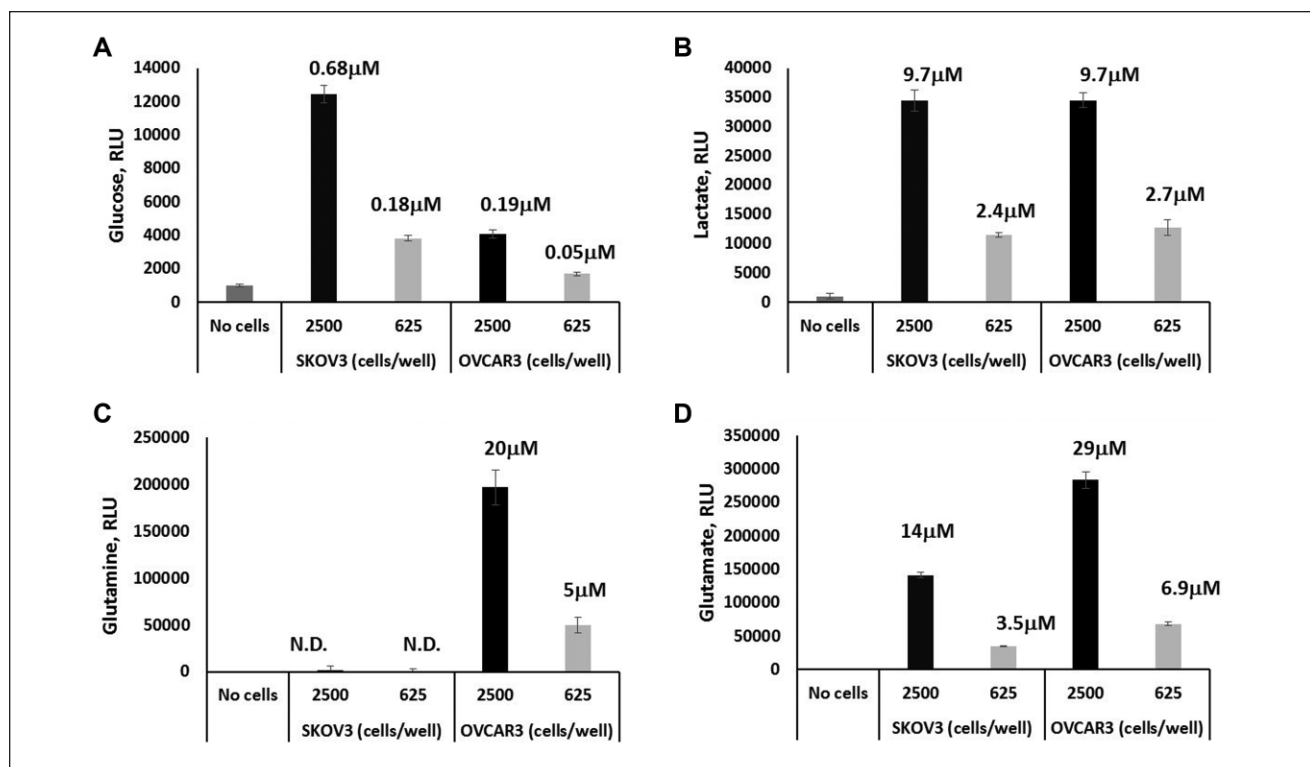 A
Glucose, RLU
14000
12000
10000
8000
6000
4000
2000
0
0.68µM
0.18µM
0.19µM
0.05µM
No cells
2500
625
2500
625
SKOV3 (cells/well)
OVCAR3 (cells/well)
B
Lactate, RLU
40000
35000
30000
25000
20000
15000
10000
5000
0
9.7µM
2.4µM
9.7µM
2.7µM
No cells
2500
625
2500
625
SKOV3 (cells/well)
OVCAR3 (cells/well)
C
Glutamine, RLU
250000
200000
150000
100000
50000
0
N.D.
N.D.
20µM
5µM
No cells
2500
625
2500
625
SKOV3 (cells/well)
OVCAR3 (cells/well)
D
Glutamate, RLU
350000
300000
250000
200000
150000
100000
50000
0
14µM
3.5µM
29µM
6.9µM
No cells
2500
625
2500
625
SKOV3 (cells/well)
OVCAR3 (cells/well)